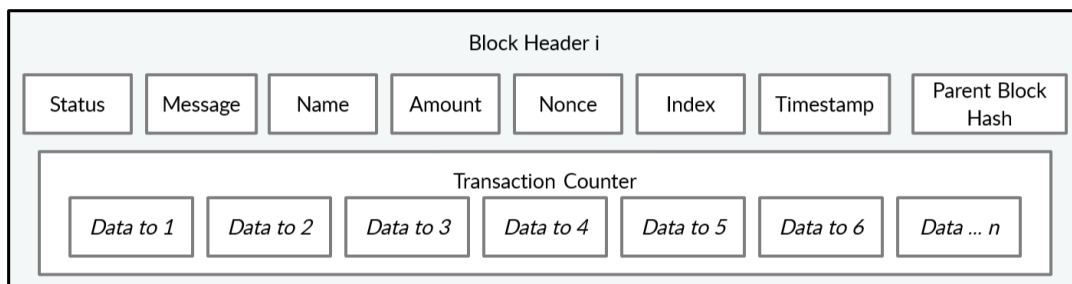 Block Header i
Status Message Name Amount Nonce Index Timestamp Parent Block
Hash
Transaction Counter
Data to 1 Data to 2 Data to 3 Data to 4 Data to 5 Data to 6 Data ... n